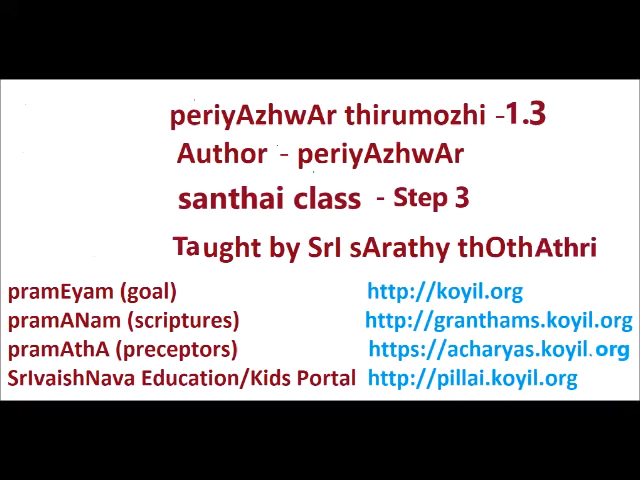 periyAzhwAr thirumozhi -1.3
Author - periyAzhwAr
santhai class - Step 3
Taught by SrI sArathy thOthAthri
pramEyam (goal) http://koyil.org
pramANam (scriptures) http://granthams.koyil.org
pramAthA (preceptors) https://acharyas.koyil.org
SrIvaishNava Education/Kids Portal http://pillai.koyil.org